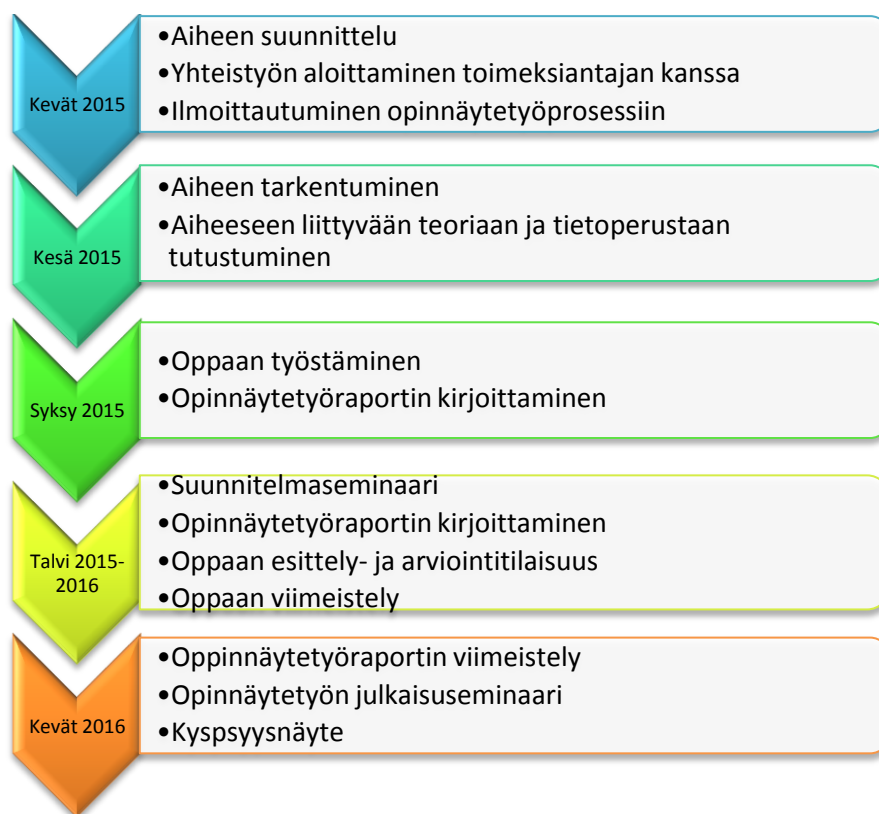 Kevät 2015
•Aiheen suunnittelu
•Yhteistyön aloittaminen toimeksiantajan kanssa
•Ilmoittautuminen opinnäytetyöprosessiin
Kesä 2015
•Aiheen tarkentuminen
•Aiheeseen liittyvään teoriaan ja tietoperustaan
tutustuminen
Syksy 2015
•Oppaan työstäminen
•Opinnäytetyöraportin kirjoittaminen
Talvi 2015-
2016
•Suunnitelmaseminaari
•Opinnäytetyöraportin kirjoittaminen
•Oppaan esittely- ja arviointitilaisuus
•Oppaan viimeistely
Kevät 2016
•Oppinnäytetyöraportin viimeistely
•Opinnäytetyön julkaisuseminaari
•Kyspsyysnäyte